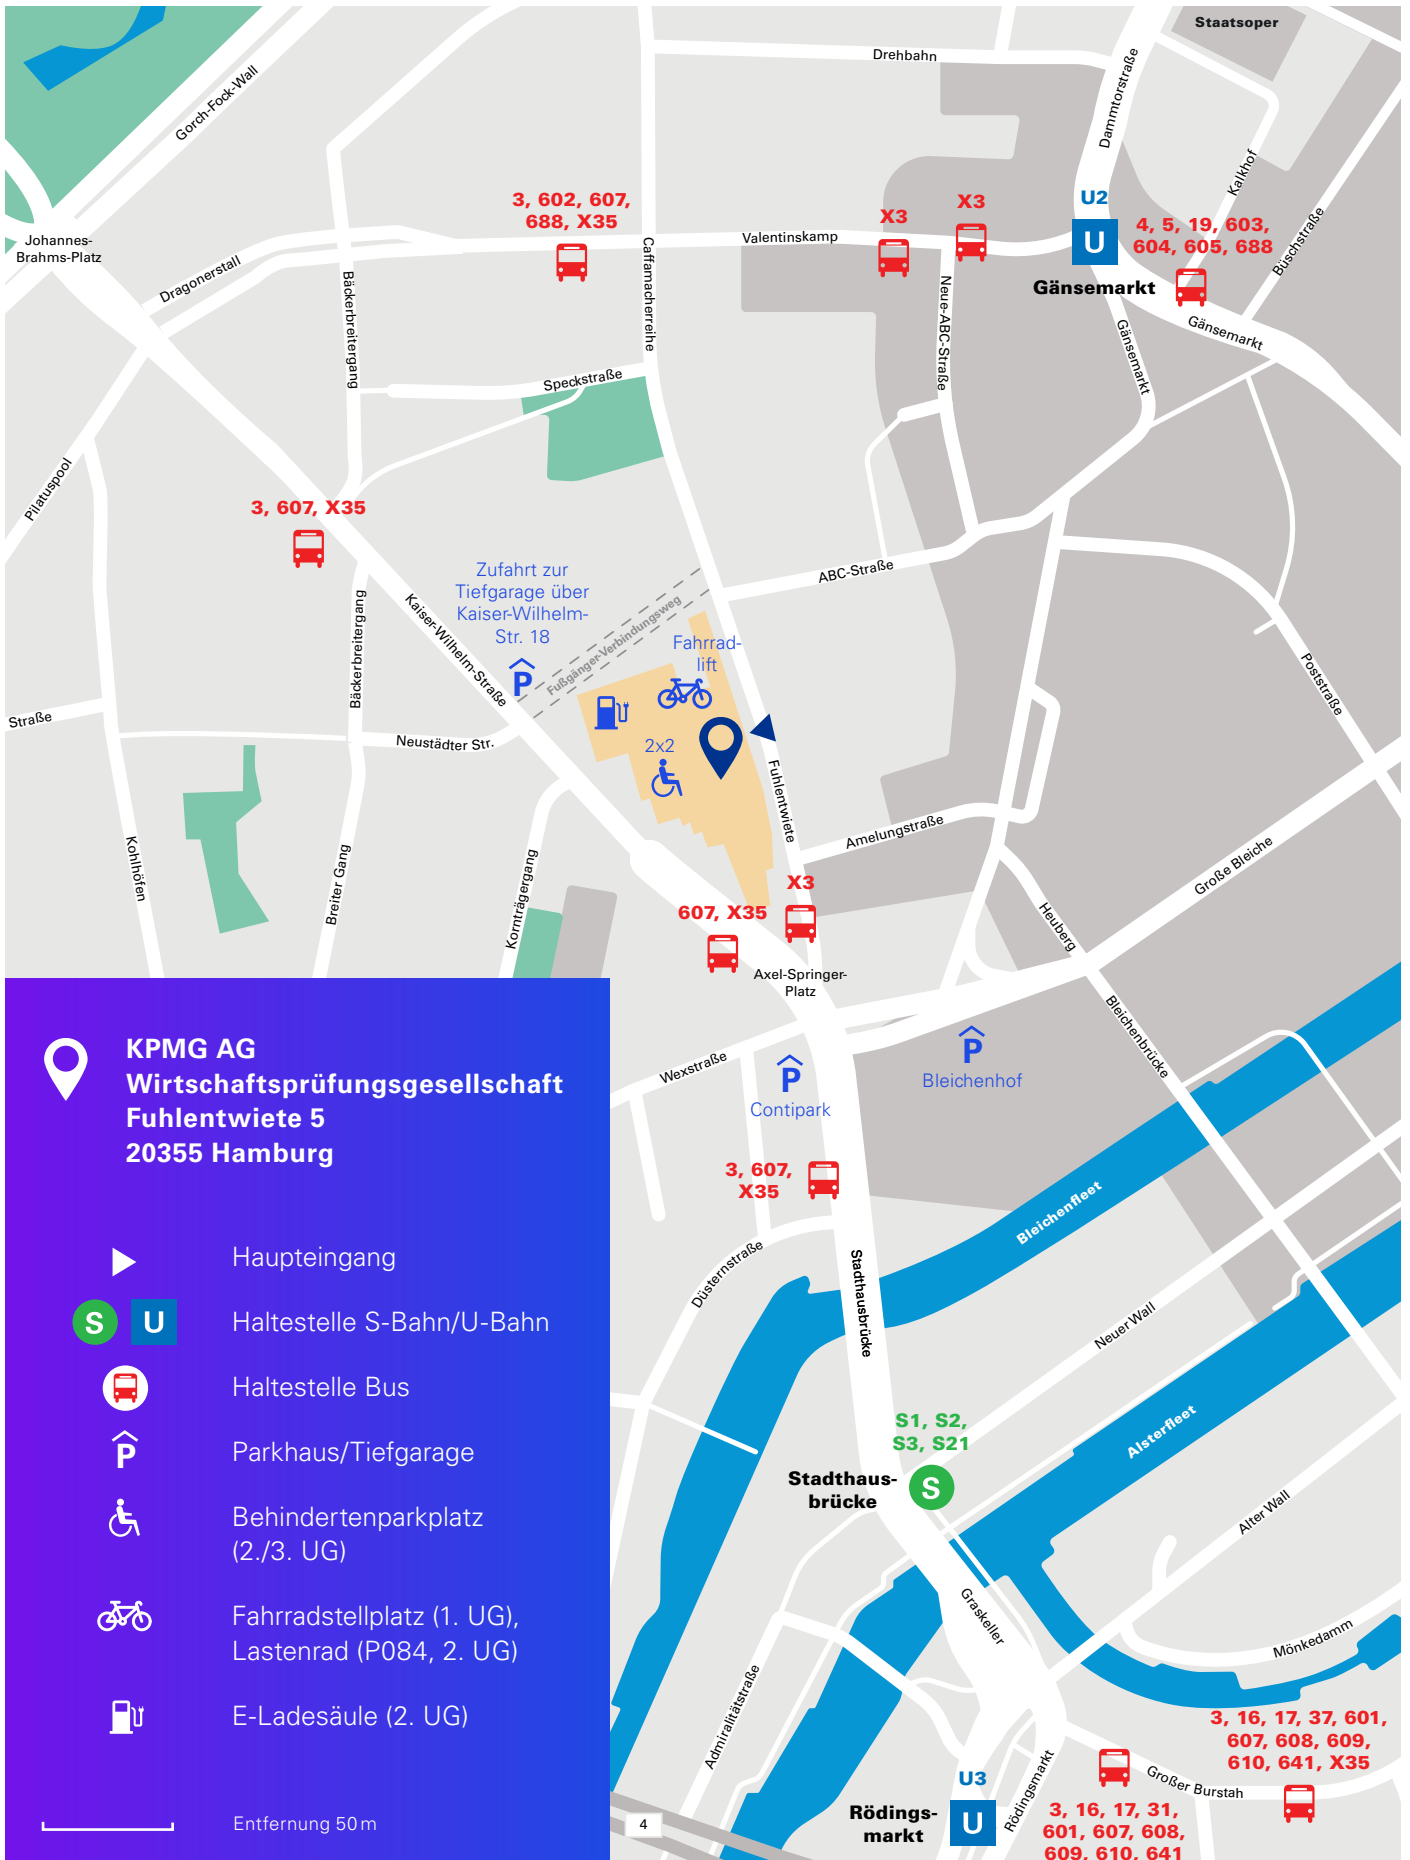 Staatsoper
Drehbahn
Dammtorstraße
Gorch-Fock-Wall
Kalkhof
Büschstraße
Johannes-
Brahms-Platz
3, 602, 607,
688, X35
X3
X3
U2
U
4, 5, 19, 603,
604, 605, 688
Valentinskamp
Caffamacherreihe
Dragonerstall
Bäckerbreitergang
Neue-ABC-Straße
Gänsemarkt
Gänsemarkt
Gänsemarkt
Speckstraße
Pilatuspool
3, 607, X35
ABC-Straße
Zufahrt zur
Tiefgarage über
Kaiser-Wilhelm-
Str. 18
P
Fußgänger-Verbindungsweg
Fahrrad-
lift
Kaiser-Wilhelm-Straße
Bäckerbreitergang
Poststraße
Straße
Neustädter Str.
2x2
Fuhlentwiete
Amelungstraße
Kohlhöfen
Breiter Gang
Kornträgergang
Große Bleiche
Heuberg
X3
607, X35
Axel-Springer-
Platz
Bleichenbrücke
Wexstraße
P
Contipark
P
Bleichenhof
3, 607,
X35
Bleichenfleet
Düsternstraße
Stadthausbrücke
Neuer Wall
S1, S2,
S3, S21
Stadthaus-
brücke
S
Alsterfleet
Alter Wall
Graskeller
Mönkedamm
Admiralitätstraße
3, 16, 17, 37, 601,
607, 608, 609,
610, 641, X35
Großer Burstah
U3
U
Rödings-
markt
Rödingsmarkt
3, 16, 17, 31,
601, 607, 608,
609, 610, 641
4
KPMG AG
Wirtschaftsprüfungsgesellschaft
Fuhlentwiete 5
20355 Hamburg
Haupteingang
S U Haltestelle S-Bahn/U-Bahn
Haltestelle Bus
P Parkhaus/Tiefgarage
Behindertenparkplatz
(2./3. UG)
Fahrradstellplatz (1. UG),
Lastenrad (P084, 2. UG)
E-Ladesäule (2. UG)
Entfernung 50 m